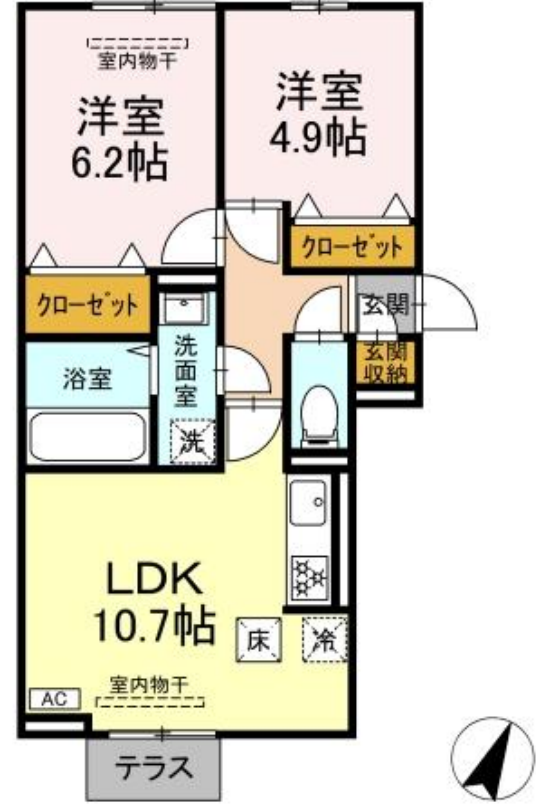 室内物干
洋室
6.2帖
洋室
4.9帖
クローゼット
クローゼット
玄関
玄関
収納
浴室
洗面室
洗
LDK
10.7帖
床
冷
室内物干
AC
テラス